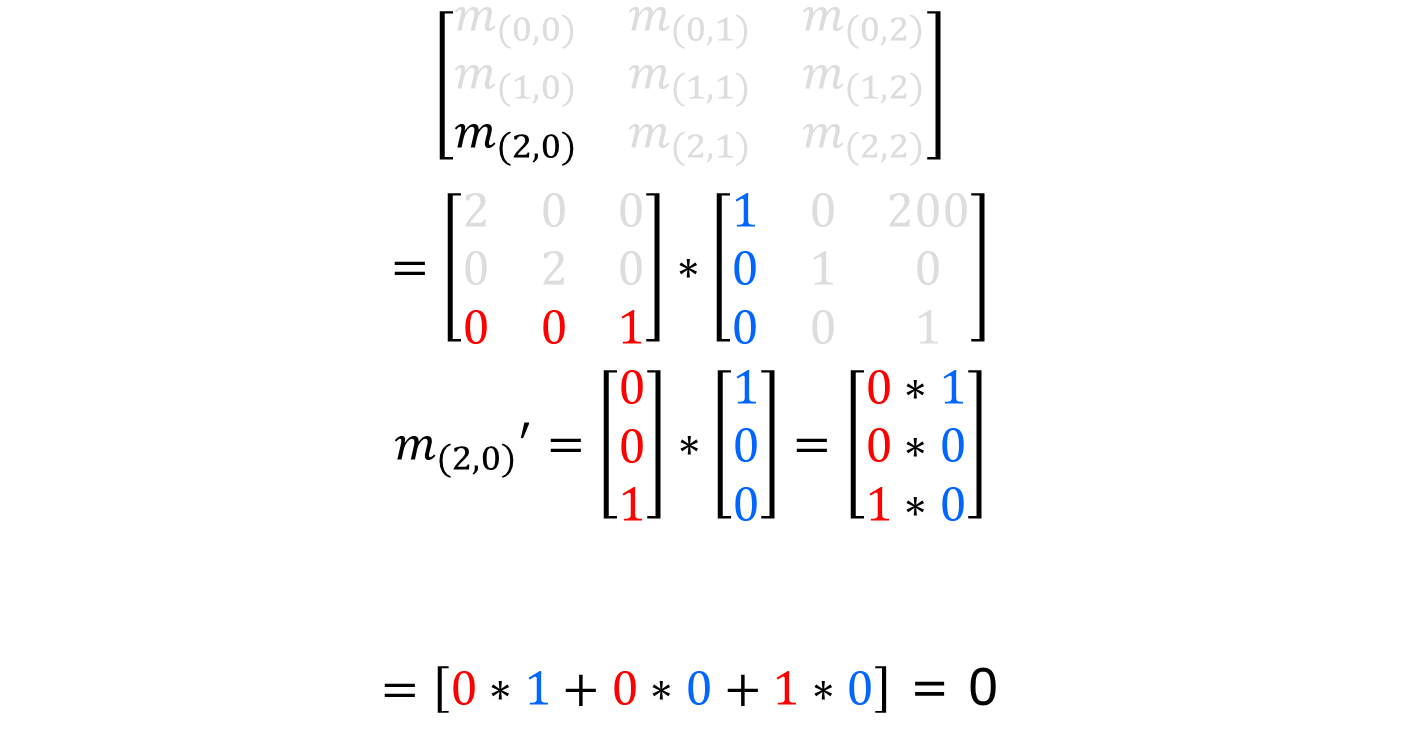 m(0,0) m(0,1) m(0,2)
m(1,0) m(1,1) m(1,2)
m(2,0) m(2,1) m(2,2)
2 0 0 1 0 200
= 0 2 0 * 0 1 0
0 0 1 0 0 1
0 1 0 * 1
m(2,0)′ = 0 * 0 = 0 * 0
1 0 1 * 0
= [0 * 1 + 0 * 0 + 1 * 0] = 0